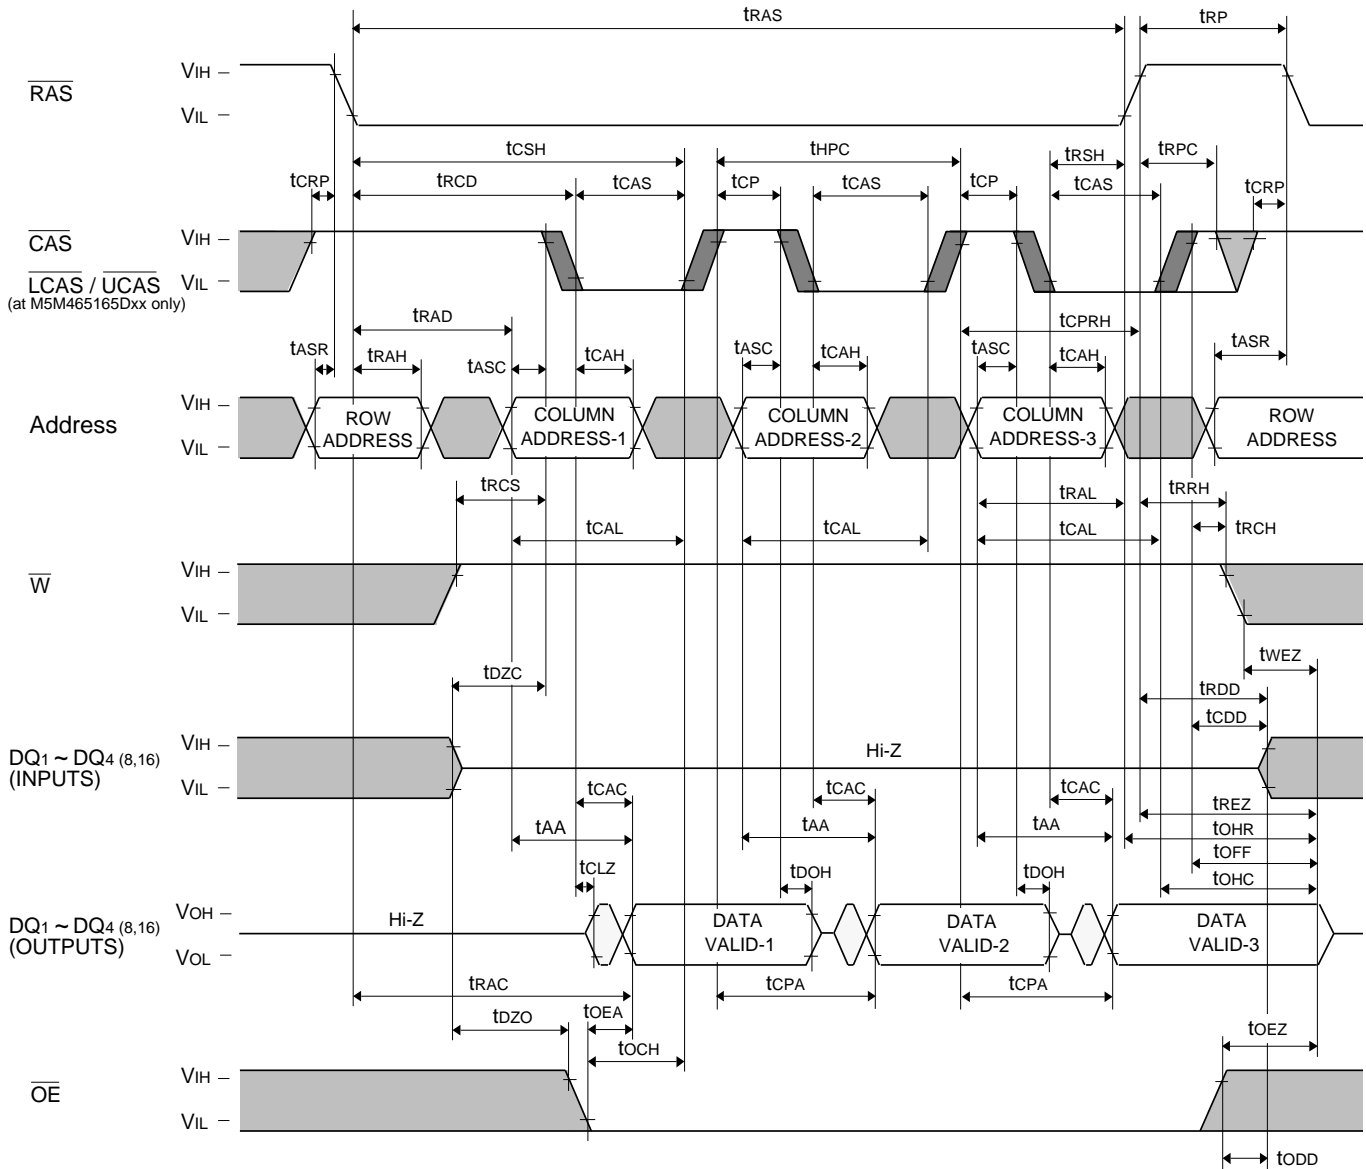 tRAS tRP
RAS VIH
VIL
tCSH tHPC tRSH tRPC
tCRP tRCD tCAS tCP tCAS tCP tCAS tCRP
CAS VIH
LCAS / UCAS VIL
(at M5M465165Dxx only)
tRAD tCPRH
tASR tRAH tASC tCAH tASC tCAH tASC tCAH tASR
Address VIH
VIL
ROW ADDRESS
COLUMN ADDRESS-1
COLUMN ADDRESS-2
COLUMN ADDRESS-3
ROW ADDRESS
tRCS tRAL tRRH
tCAL tCAL tCAL tRCH
W VIH
VIL
tWEZ
tDZC tRDD
tCDD
DQ1 ~ DQ4 (8,16) VIH
(INPUTS) VIL
Hi-Z
tCAC tCAC tCAC tREZ
tAA tAA tAA tOHR
tOFF
tCLZ tDOH tDOH tOHC
DQ1 ~ DQ4 (8,16) VOH
(OUTPUTS) VOL
Hi-Z
DATA VALID-1
DATA VALID-2
DATA VALID-3
tRAC tCPA tCPA
tDZO tOEA tOEZ
tOCH
OE VIH
VIL
tODD